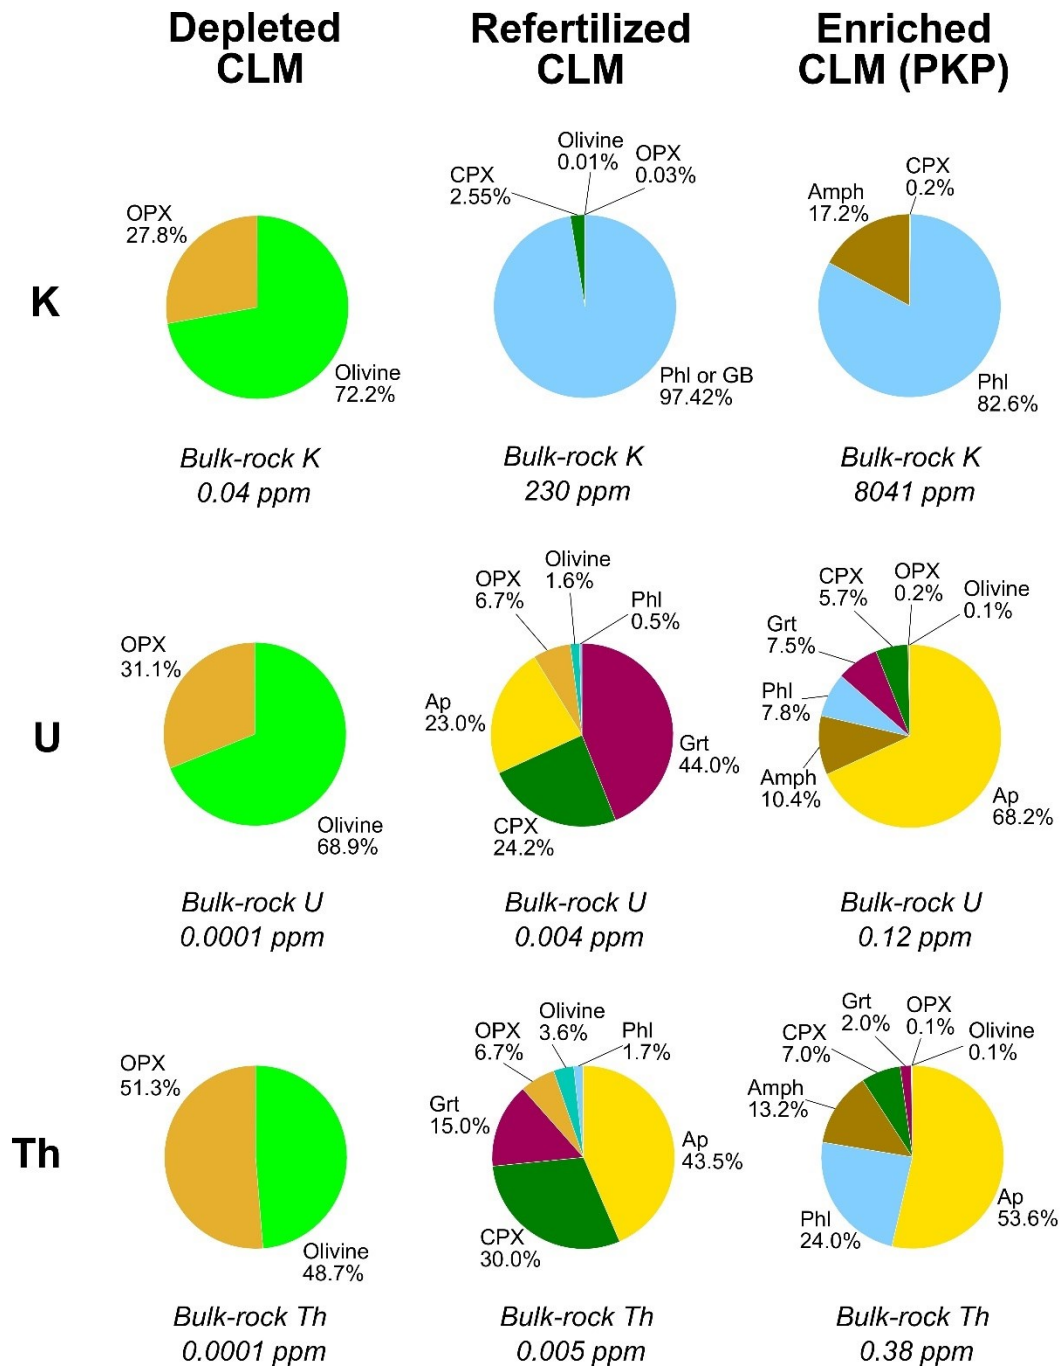 Depleted
CLM
Refertilized
CLM
Enriched
CLM (PKP)
K
OPX
27.8%
Olivine
72.2%
Bulk-rock K
0.04 ppm
CPX
2.55%
Olivine
0.01%
OPX
0.03%
Phl or GB
97.42%
Bulk-rock K
230 ppm
Amph
17.2%
CPX
0.2%
Phl
82.6%
Bulk-rock K
8041 ppm
U
OPX
31.1%
Olivine
68.9%
Bulk-rock U
0.0001 ppm
OPX
6.7%
Olivine
1.6%
Phl
0.5%
Ap
23.0%
Grt
44.0%
CPX
24.2%
Bulk-rock U
0.004 ppm
CPX
5.7%
OPX
0.2%
Olivine
0.1%
Grt
7.5%
Phl
7.8%
Amph
10.4%
Ap
68.2%
Bulk-rock U
0.12 ppm
Th
OPX
51.3%
Olivine
48.7%
Bulk-rock Th
0.0001 ppm
OPX
6.7%
Olivine
3.6%
Phl
1.7%
Grt
15.0%
Ap
43.5%
CPX
30.0%
Bulk-rock Th
0.005 ppm
Grt
2.0%
OPX
0.1%
Olivine
0.1%
CPX
7.0%
Amph
13.2%
Phl
24.0%
Ap
53.6%
Bulk-rock Th
0.38 ppm